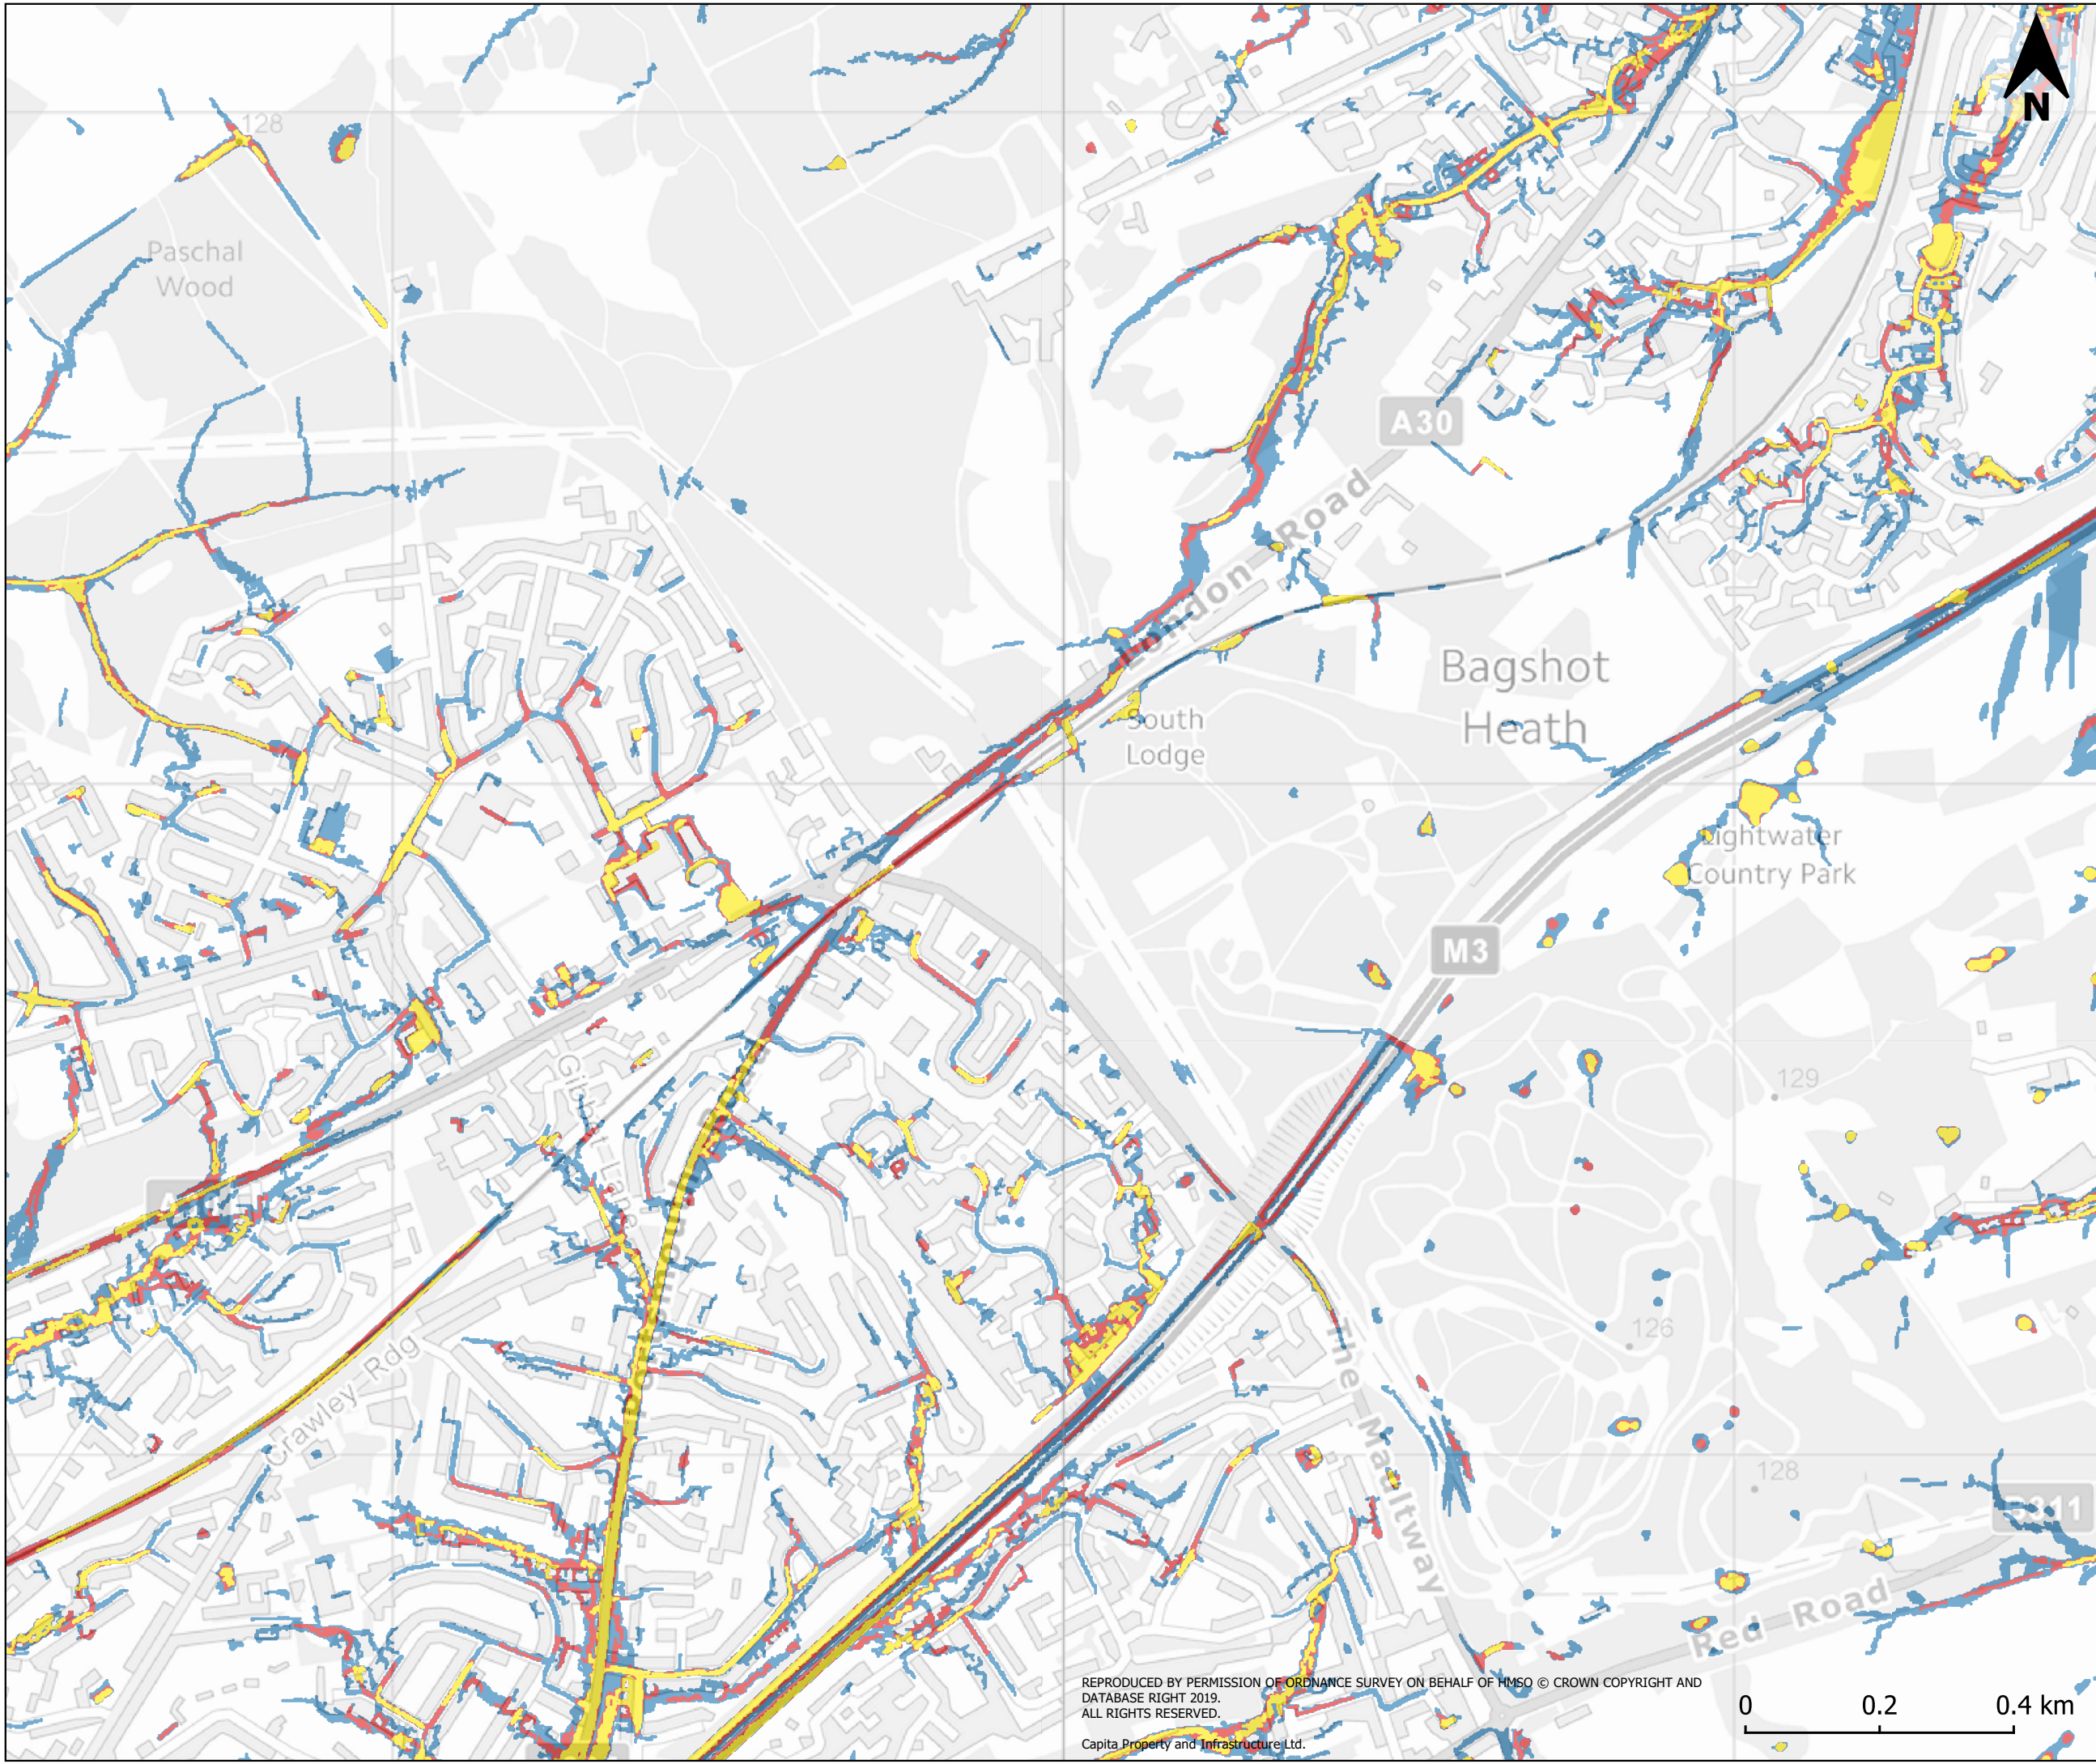 N
128
Paschal
Wood
A30
London Road
Bagshot
Heath
South
Lodge
Lightwater
Country Park
M3
129
126
The Maultway
Crawley Rdg
128
B311
Red Road
REPRODUCED BY PERMISSION OF ORDNANCE SURVEY ON BEHALF OF HMSO © CROWN COPYRIGHT AND
DATABASE RIGHT 2019.
ALL RIGHTS RESERVED.
Capita Property and Infrastructure Ltd.
0 0.2 0.4 km